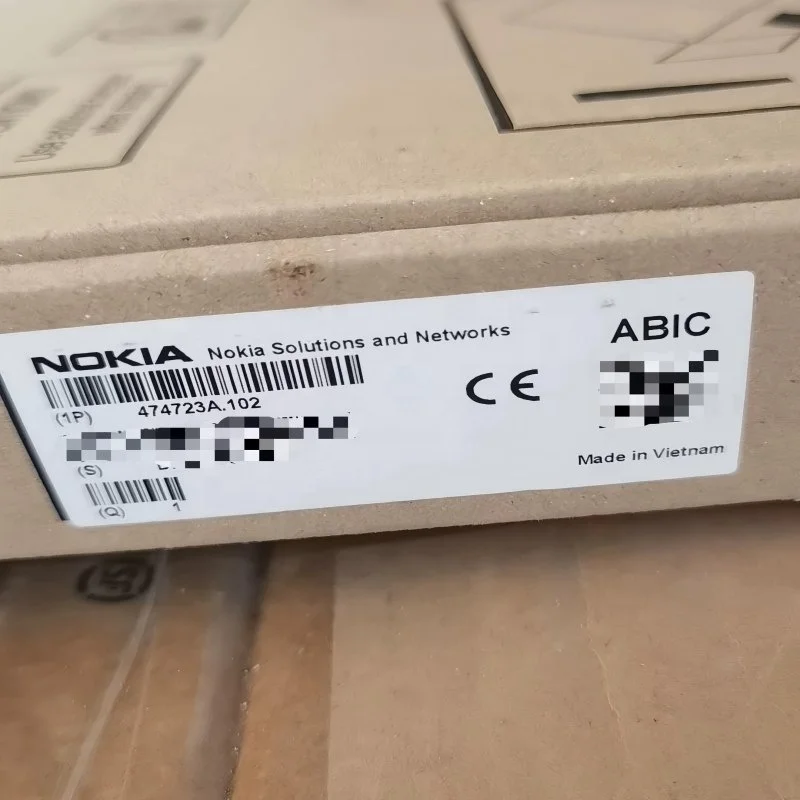 NOKIA Nokia Solutions and Networks
ABIC
(1P) 474723A.102
(S)
Made in Vietnam
(Q) 1
CE